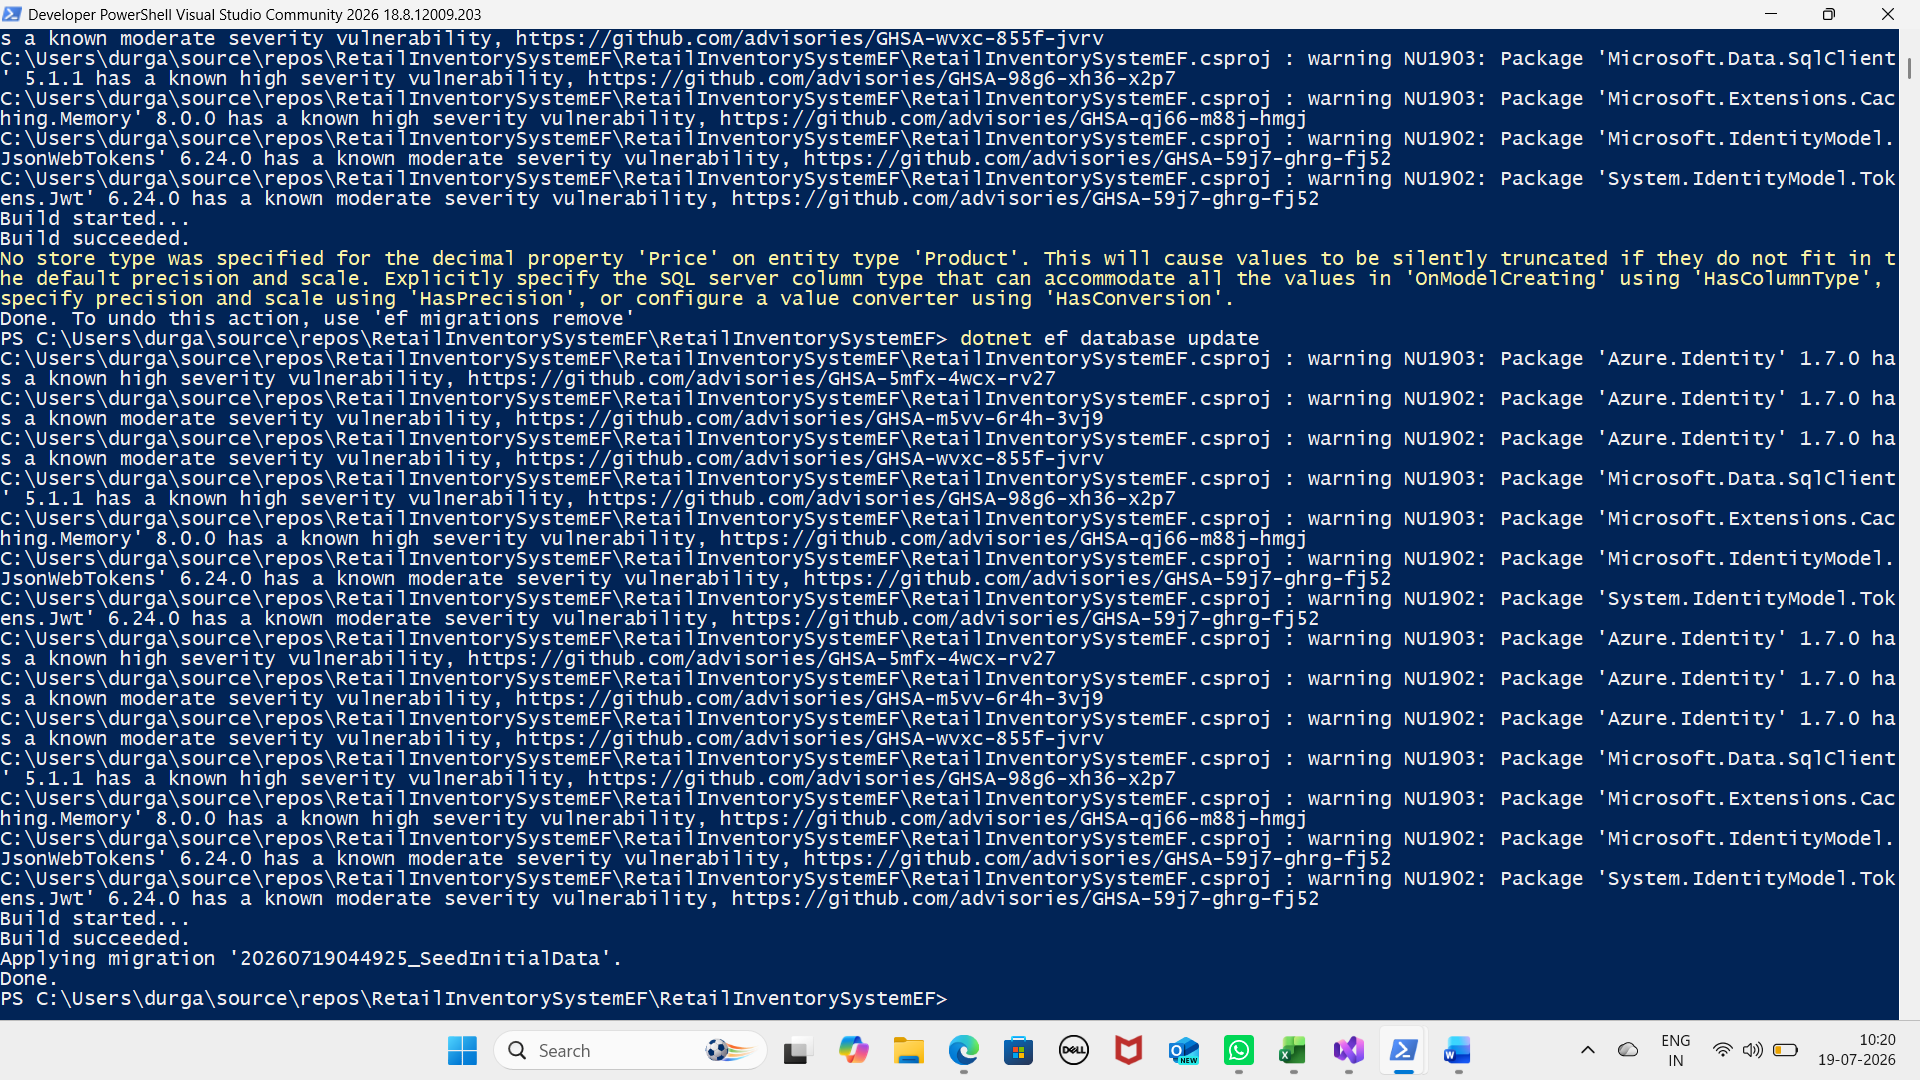 Developer PowerShell Visual Studio Community 2026 18.8.12009.203
s a known moderate severity vulnerability, https://github.com/advisories/GHSA-wvxc-855f-jvrv
C:\Users\durga\source\repos\RetailInventorySystemEF\RetailInventorySystemEF\RetailInventorySystemEF.csproj : warning NU1903: Package 'Microsoft.Data.SqlClient
' 5.1.1 has a known high severity vulnerability, https://github.com/advisories/GHSA-98g6-xh36-x2p7
C:\Users\durga\source\repos\RetailInventorySystemEF\RetailInventorySystemEF\RetailInventorySystemEF.csproj : warning NU1903: Package 'Microsoft.Extensions.Cac
hing.Memory' 8.0.0 has a known high severity vulnerability, https://github.com/advisories/GHSA-qj66-m88j-hmgj
C:\Users\durga\source\repos\RetailInventorySystemEF\RetailInventorySystemEF\RetailInventorySystemEF.csproj : warning NU1902: Package 'Microsoft.IdentityModel.
JsonWebTokens' 6.24.0 has a known moderate severity vulnerability, https://github.com/advisories/GHSA-59j7-ghrg-fj52
C:\Users\durga\source\repos\RetailInventorySystemEF\RetailInventorySystemEF\RetailInventorySystemEF.csproj : warning NU1902: Package 'System.IdentityModel.Tok
ens.Jwt' 6.24.0 has a known moderate severity vulnerability, https://github.com/advisories/GHSA-59j7-ghrg-fj52
Build started...
Build succeeded.
No store type was specified for the decimal property 'Price' on entity type 'Product'. This will cause values to be silently truncated if they do not fit in t
he default precision and scale. Explicitly specify the SQL server column type that can accommodate all the values in 'OnModelCreating' using 'HasColumnType',
specify precision and scale using 'HasPrecision', or configure a value converter using 'HasConversion'.
Done. To undo this action, use 'ef migrations remove'
PS C:\Users\durga\source\repos\RetailInventorySystemEF\RetailInventorySystemEF> dotnet ef database update
C:\Users\durga\source\repos\RetailInventorySystemEF\RetailInventorySystemEF\RetailInventorySystemEF.csproj : warning NU1903: Package 'Azure.Identity' 1.7.0 ha
s a known high severity vulnerability, https://github.com/advisories/GHSA-5mfx-4wcx-rv27
C:\Users\durga\source\repos\RetailInventorySystemEF\RetailInventorySystemEF\RetailInventorySystemEF.csproj : warning NU1902: Package 'Azure.Identity' 1.7.0 ha
s a known moderate severity vulnerability, https://github.com/advisories/GHSA-m5vv-6r4h-3vj9
C:\Users\durga\source\repos\RetailInventorySystemEF\RetailInventorySystemEF\RetailInventorySystemEF.csproj : warning NU1902: Package 'Azure.Identity' 1.7.0 ha
s a known moderate severity vulnerability, https://github.com/advisories/GHSA-wvxc-855f-jvrv
C:\Users\durga\source\repos\RetailInventorySystemEF\RetailInventorySystemEF\RetailInventorySystemEF.csproj : warning NU1903: Package 'Microsoft.Data.SqlClient
' 5.1.1 has a known high severity vulnerability, https://github.com/advisories/GHSA-98g6-xh36-x2p7
C:\Users\durga\source\repos\RetailInventorySystemEF\RetailInventorySystemEF\RetailInventorySystemEF.csproj : warning NU1903: Package 'Microsoft.Extensions.Cac
hing.Memory' 8.0.0 has a known high severity vulnerability, https://github.com/advisories/GHSA-qj66-m88j-hmgj
C:\Users\durga\source\repos\RetailInventorySystemEF\RetailInventorySystemEF\RetailInventorySystemEF.csproj : warning NU1902: Package 'Microsoft.IdentityModel.
JsonWebTokens' 6.24.0 has a known moderate severity vulnerability, https://github.com/advisories/GHSA-59j7-ghrg-fj52
C:\Users\durga\source\repos\RetailInventorySystemEF\RetailInventorySystemEF\RetailInventorySystemEF.csproj : warning NU1902: Package 'System.IdentityModel.Tok
ens.Jwt' 6.24.0 has a known moderate severity vulnerability, https://github.com/advisories/GHSA-59j7-ghrg-fj52
C:\Users\durga\source\repos\RetailInventorySystemEF\RetailInventorySystemEF\RetailInventorySystemEF.csproj : warning NU1903: Package 'Azure.Identity' 1.7.0 ha
s a known high severity vulnerability, https://github.com/advisories/GHSA-5mfx-4wcx-rv27
C:\Users\durga\source\repos\RetailInventorySystemEF\RetailInventorySystemEF\RetailInventorySystemEF.csproj : warning NU1902: Package 'Azure.Identity' 1.7.0 ha
s a known moderate severity vulnerability, https://github.com/advisories/GHSA-m5vv-6r4h-3vj9
C:\Users\durga\source\repos\RetailInventorySystemEF\RetailInventorySystemEF\RetailInventorySystemEF.csproj : warning NU1902: Package 'Azure.Identity' 1.7.0 ha
s a known moderate severity vulnerability, https://github.com/advisories/GHSA-wvxc-855f-jvrv
C:\Users\durga\source\repos\RetailInventorySystemEF\RetailInventorySystemEF\RetailInventorySystemEF.csproj : warning NU1903: Package 'Microsoft.Data.SqlClient
' 5.1.1 has a known high severity vulnerability, https://github.com/advisories/GHSA-98g6-xh36-x2p7
C:\Users\durga\source\repos\RetailInventorySystemEF\RetailInventorySystemEF\RetailInventorySystemEF.csproj : warning NU1903: Package 'Microsoft.Extensions.Cac
hing.Memory' 8.0.0 has a known high severity vulnerability, https://github.com/advisories/GHSA-qj66-m88j-hmgj
C:\Users\durga\source\repos\RetailInventorySystemEF\RetailInventorySystemEF\RetailInventorySystemEF.csproj : warning NU1902: Package 'Microsoft.IdentityModel.
JsonWebTokens' 6.24.0 has a known moderate severity vulnerability, https://github.com/advisories/GHSA-59j7-ghrg-fj52
C:\Users\durga\source\repos\RetailInventorySystemEF\RetailInventorySystemEF\RetailInventorySystemEF.csproj : warning NU1902: Package 'System.IdentityModel.Tok
ens.Jwt' 6.24.0 has a known moderate severity vulnerability, https://github.com/advisories/GHSA-59j7-ghrg-fj52
Build started...
Build succeeded.
Applying migration '20260719044925_SeedInitialData'.
Done.
PS C:\Users\durga\source\repos\RetailInventorySystemEF\RetailInventorySystemEF>
Search
DELL
NEW
ENG
IN
10:20
19-07-2026